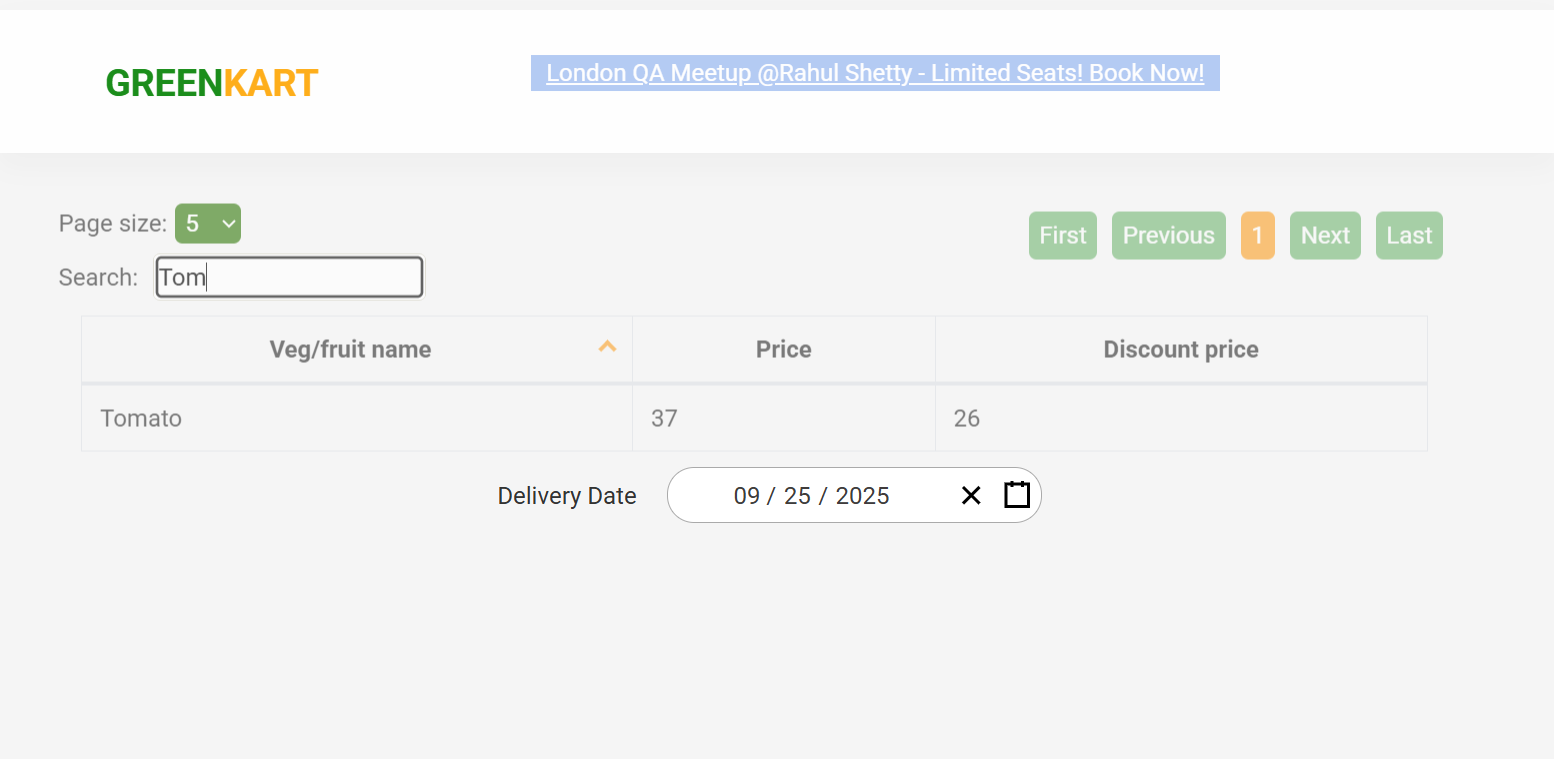 GREENKART
London QA Meetup @Rahul Shetty - Limited Seats! Book Now!
Page size: 5
First Previous 1 Next Last
Search: Tom
Veg/fruit name Price Discount price
Tomato 37 26
Delivery Date 09 / 25 / 2025